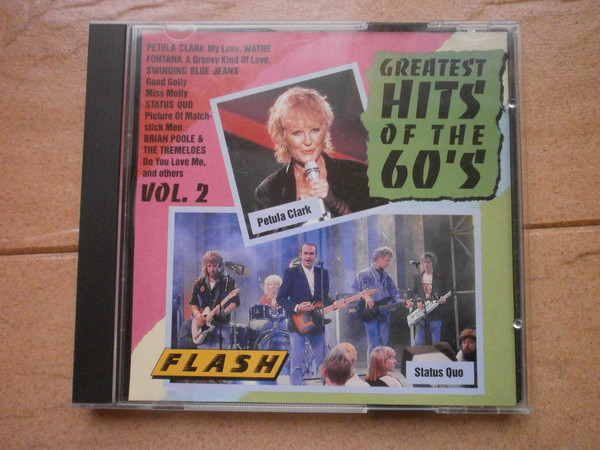 PETULA CLARK My Love, WAYNE
FONTANA A Groovy Kind Of Love,
SWINGING BLUE JEANS
Good Golly
Miss Molly
STATUS QUO
Picture Of Match-
stick Men
BRIAN POOLE &
THE TREMELOES
Do You Love Me,
and others
VOL. 2
GREATEST
HITS
OF THE
60'S
Petula Clark
FLASH
Status Quo